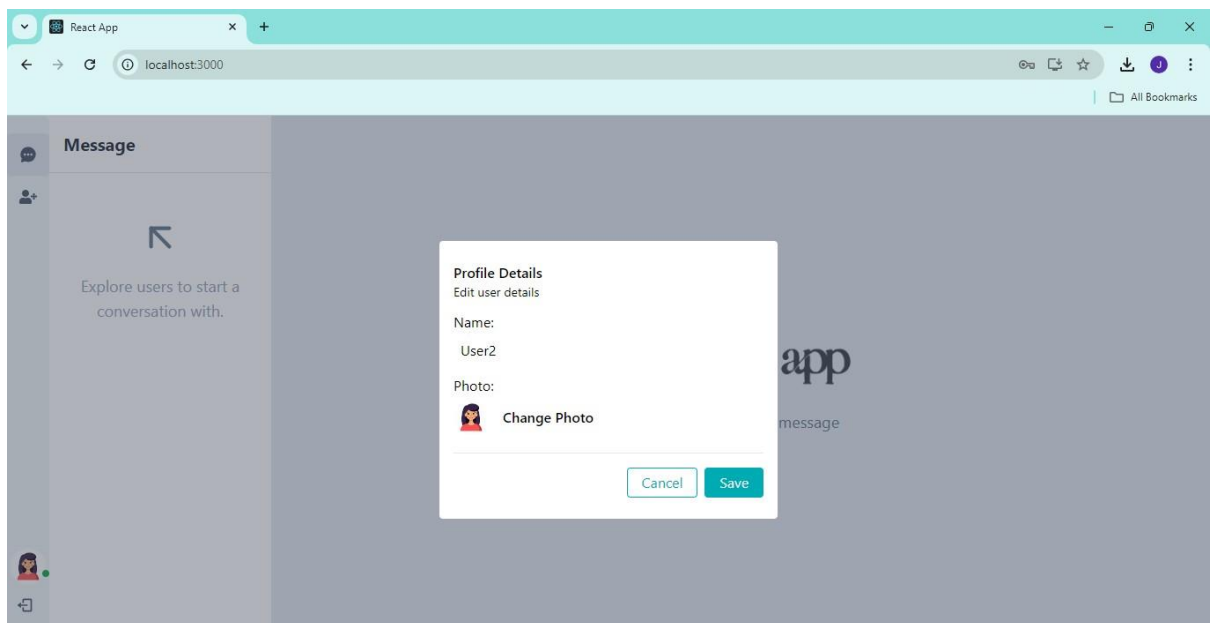 React App
localhost:3000
All Bookmarks
Message
Explore users to start a
conversation with.
Profile Details
Edit user details
Name:
User2
Photo:
Change Photo
Cancel
Save
app
message
J